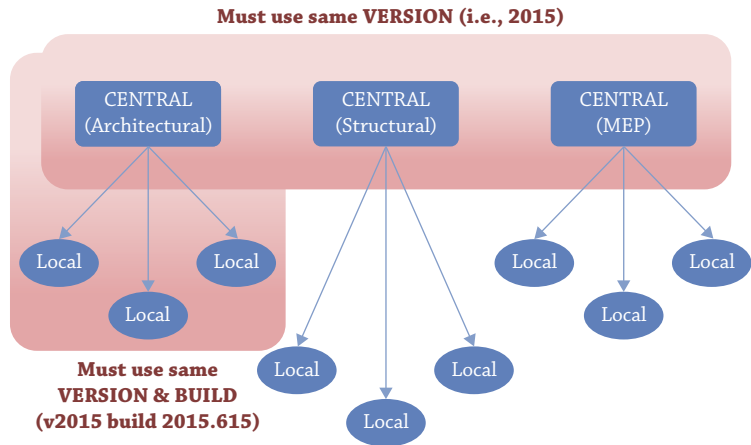 Must use same VERSION (i.e., 2015)
CENTRAL
(Architectural)
CENTRAL
(Structural)
CENTRAL
(MEP)
Local
Local
Local
Local
Local
Local
Local
Local
Local
Must use same
VERSION & BUILD
(v2015 build 2015.615)